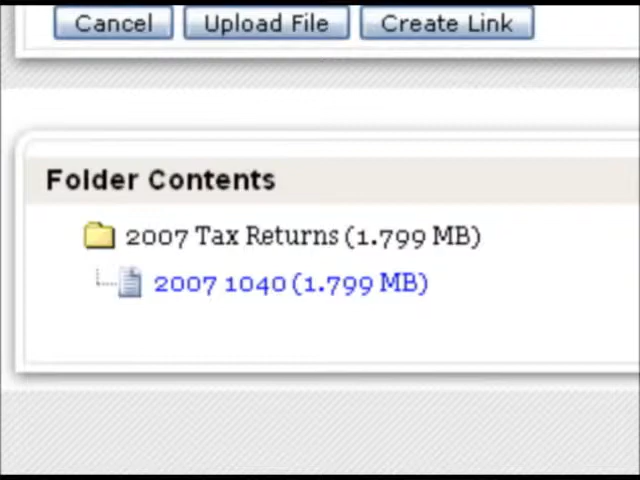 Cancel Upload File Create Link
Folder Contents
2007 Tax Returns (1.799 MB)
2007 1040 (1.799 MB)